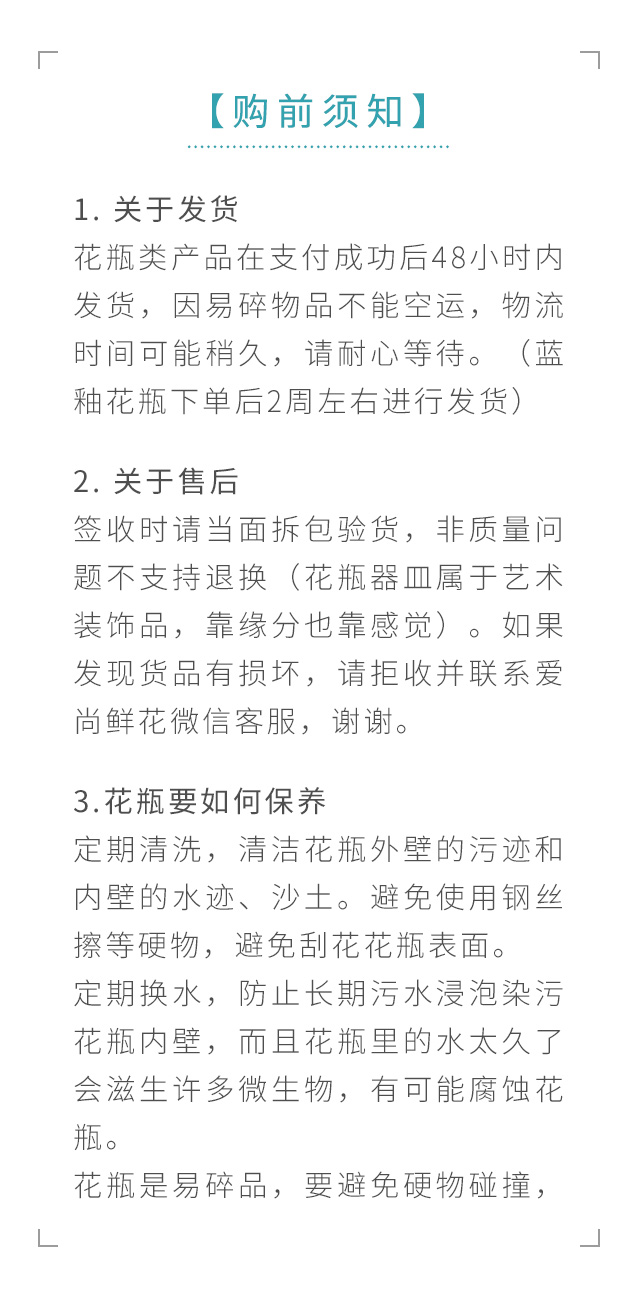 【购前须知】
1. 关于发货
花瓶类产品在支付成功后48小时内
发货，因易碎物品不能空运，物流
时间可能稍久，请耐心等待。（蓝
釉花瓶下单后2周左右进行发货）
2. 关于售后
签收时请当面拆包验货，非质量问
题不支持退换（花瓶器皿属于艺术
装饰品，靠缘分也靠感觉）。如果
发现货品有损坏，请拒收并联系爱
尚鲜花微信客服，谢谢。
3.花瓶要如何保养
定期清洗，清洁花瓶外壁的污迹和
内壁的水迹、沙土。避免使用钢丝
擦等硬物，避免刮花花瓶表面。
定期换水，防止长期污水浸泡染污
花瓶内壁，而且花瓶里的水太久了
会滋生许多微生物，有可能腐蚀花
瓶。
花瓶是易碎品，要避免硬物碰撞，